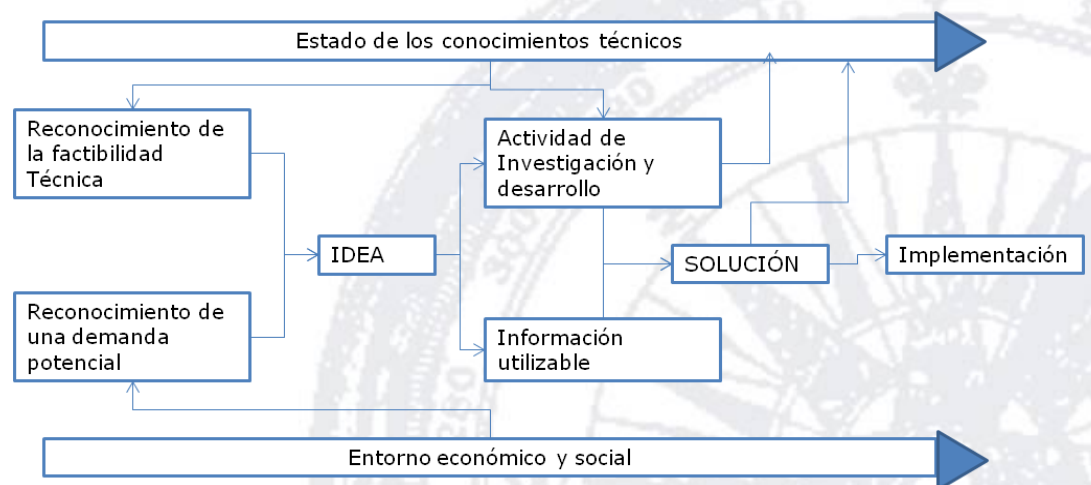 Estado de los conocimientos técnicos
Reconocimiento de
la factibilidad
Técnica
Actividad de
Investigación y
desarrollo
IDEA
SOLUCIÓN
Implementación
Reconocimiento de
una demanda
potencial
Información
utilizable
Entorno económico y social